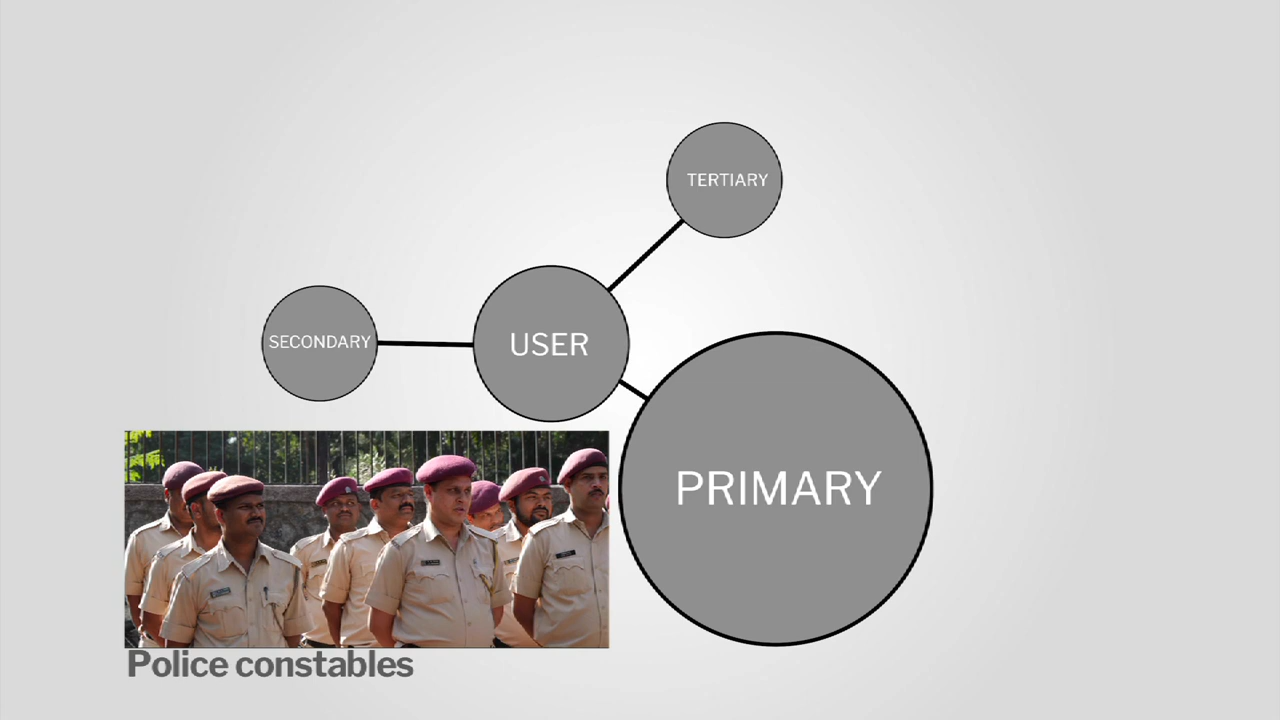 TERTIARY
SECONDARY
USER
PRIMARY
Police constables